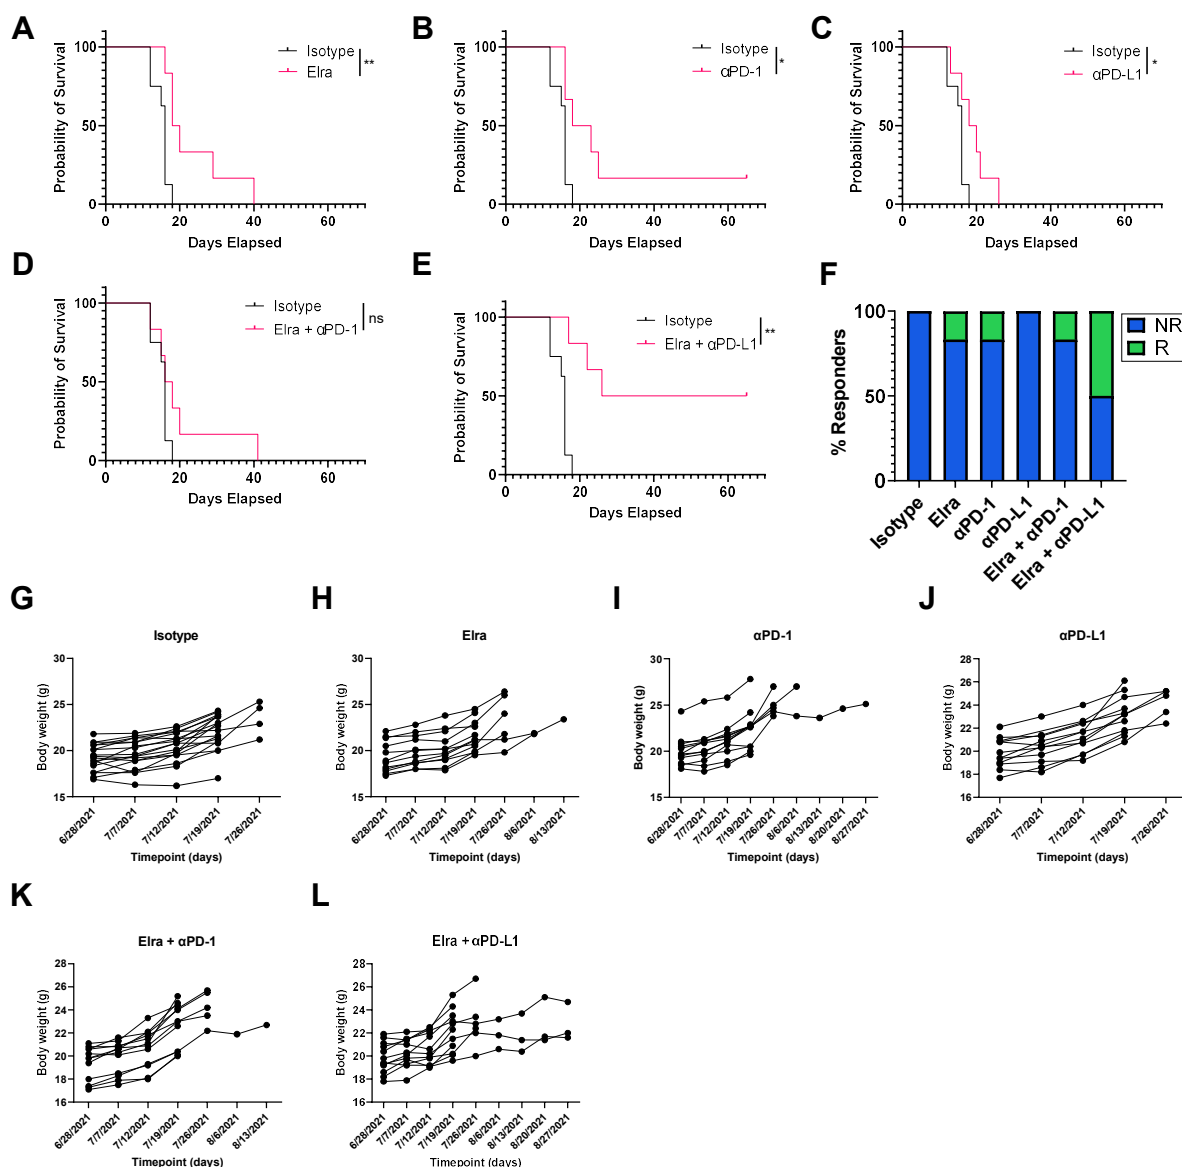 A
100
50
0
0
20
40
60
Probability of Survival
Days Elapsed
Isotype
Elra
**
B
100
50
0
0
20
40
60
Probability of Survival
Days Elapsed
Isotype
αPD-1
*
C
100
50
0
0
20
40
60
Probability of Survival
Days Elapsed
Isotype
αPD-L1
*
D
100
50
0
0
20
40
60
Probability of Survival
Days Elapsed
Isotype
Elra + αPD-1
ns
E
100
50
0
0
20
40
60
Probability of Survival
Days Elapsed
Isotype
Elra + αPD-L1
**
F
100
50
0
% Responders
NR
R
Isotype
Elra
αPD-1
αPD-L1
Elra + αPD-1
Elra + αPD-L1
G
Isotype
30
25
20
15
Body weight (g)
6/28/2021
7/7/2021
7/12/2021
7/19/2021
7/26/2021
Timepoint (days)
H
Elra
30
25
20
15
Body weight (g)
6/28/2021
7/7/2021
7/12/2021
7/19/2021
7/26/2021
8/6/2021
8/13/2021
Timepoint (days)
I
αPD-1
30
25
20
15
Body weight (g)
6/28/2021
7/7/2021
7/12/2021
7/19/2021
7/26/2021
8/6/2021
8/13/2021
8/20/2021
8/27/2021
Timepoint (days)
J
αPD-L1
28
26
24
22
20
18
16
Body weight (g)
6/28/2021
7/7/2021
7/12/2021
7/19/2021
7/26/2021
Timepoint (days)
K
Elra + αPD-1
28
26
24
22
20
18
16
Body weight (g)
6/28/2021
7/7/2021
7/12/2021
7/19/2021
7/26/2021
8/6/2021
8/13/2021
Timepoint (days)
L
Elra + αPD-L1
28
26
24
22
20
18
16
Body weight (g)
6/28/2021
7/7/2021
7/12/2021
7/19/2021
7/26/2021
8/6/2021
8/13/2021
8/20/2021
8/27/2021
Timepoint (days)